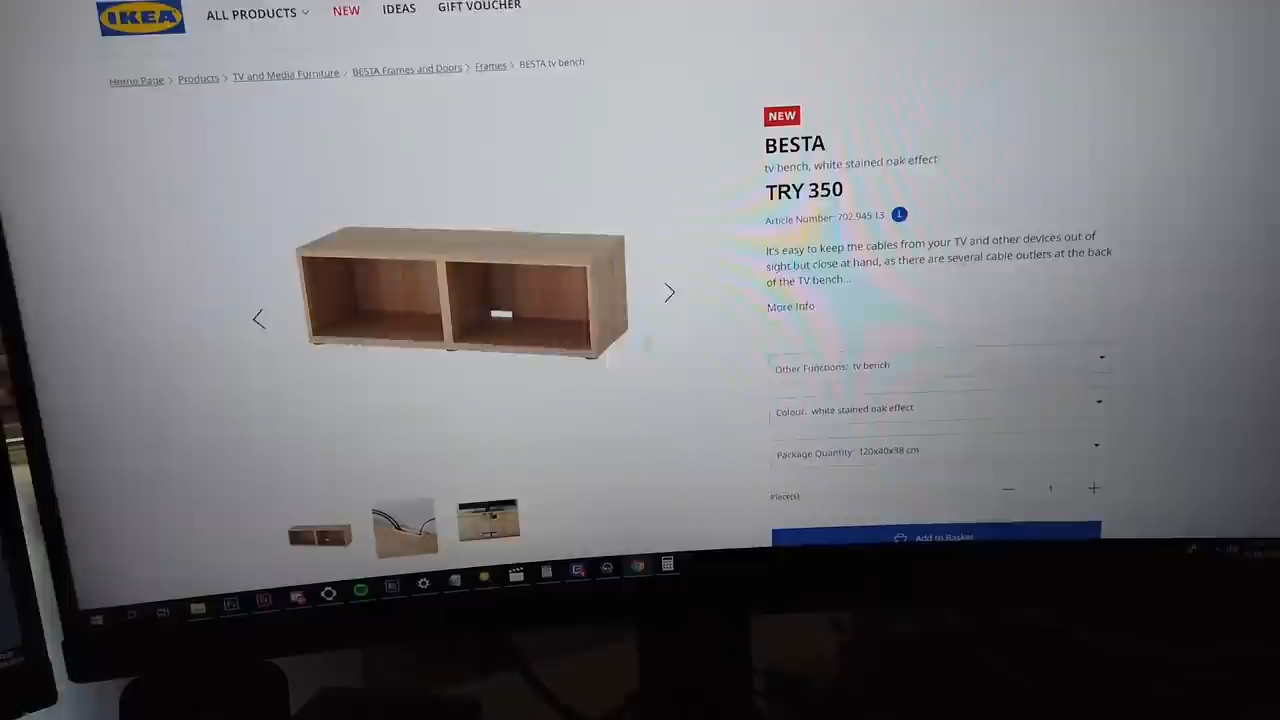 IKEA
ALL PRODUCTS
NEW
IDEAS
GIFT VOUCHER
Home Page > Products > TV and Media Furniture / BESTA Frames and Doors > Frames > BESTA tv bench
NEW
BESTA
tv bench, white stained oak effect
TRY 350
Article Number: 702.945.13
It's easy to keep the cables from your TV and other devices out of
sight but close at hand, as there are several cable outlets at the back
of the TV bench...
More Info
Other Functions: tv bench
Colour: white stained oak effect
Package Quantity: 120x40x38 cm
Piece(s)
1
Add to Basket